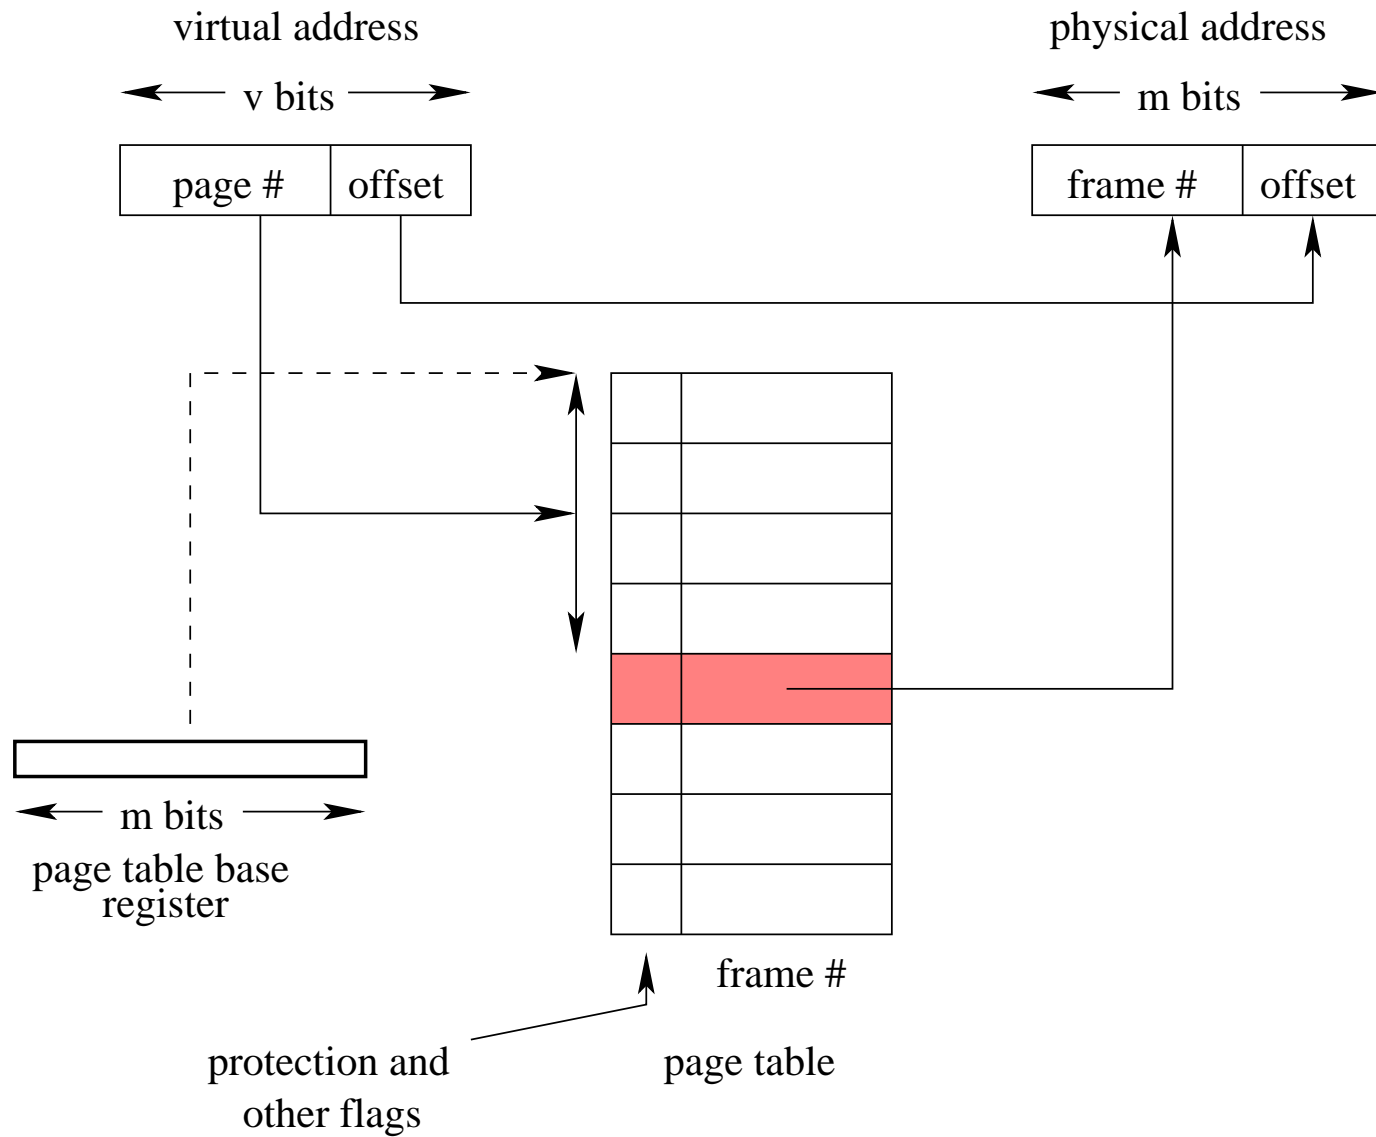 virtual address
physical address
v bits
m bits
page #
offset
frame #
offset
m bits
page table base
register
frame #
protection and
other flags
page table